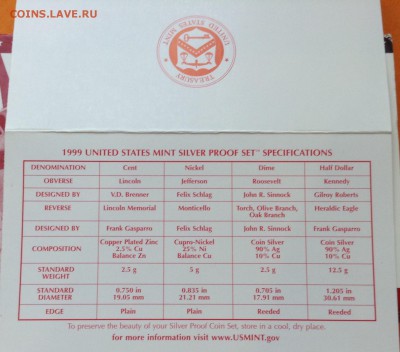 COINS.LAVE.RU
UNITED STATES MINT
TREASURY
1999 UNITED STATES MINT SILVER PROOF SET™ SPECIFICATIONS
DENOMINATION Cent Nickel Dime Half Dollar
OBVERSE Lincoln Jefferson Roosevelt Kennedy
DESIGNED BY V.D. Brenner Felix Schlag John R. Sinnock Gilroy Roberts
REVERSE Lincoln Memorial Monticello Torch, Olive Branch, Heraldic Eagle
Oak Branch
DESIGNED BY Frank Gasparro Felix Schlag John R. Sinnock Frank Gasparro
COMPOSITION Copper Plated Zinc Cupro-Nickel Coin Silver Coin Silver
2.5% Cu 25% Ni 90% Ag 90% Ag
Balance Zn Balance Cu 10% Cu 10% Cu
STANDARD WEIGHT 2.5 g 5 g 2.5 g 12.5 g
STANDARD 0.750 in 0.835 in 0.705 in 1.205 in
DIAMETER 19.05 mm 21.21 mm 17.91 mm 30.61 mm
EDGE Plain Plain Reeded Reeded
To preserve the beauty of your Silver Proof Coin Set, store in a cool, dry place.
for more information visit www.USMINT.gov